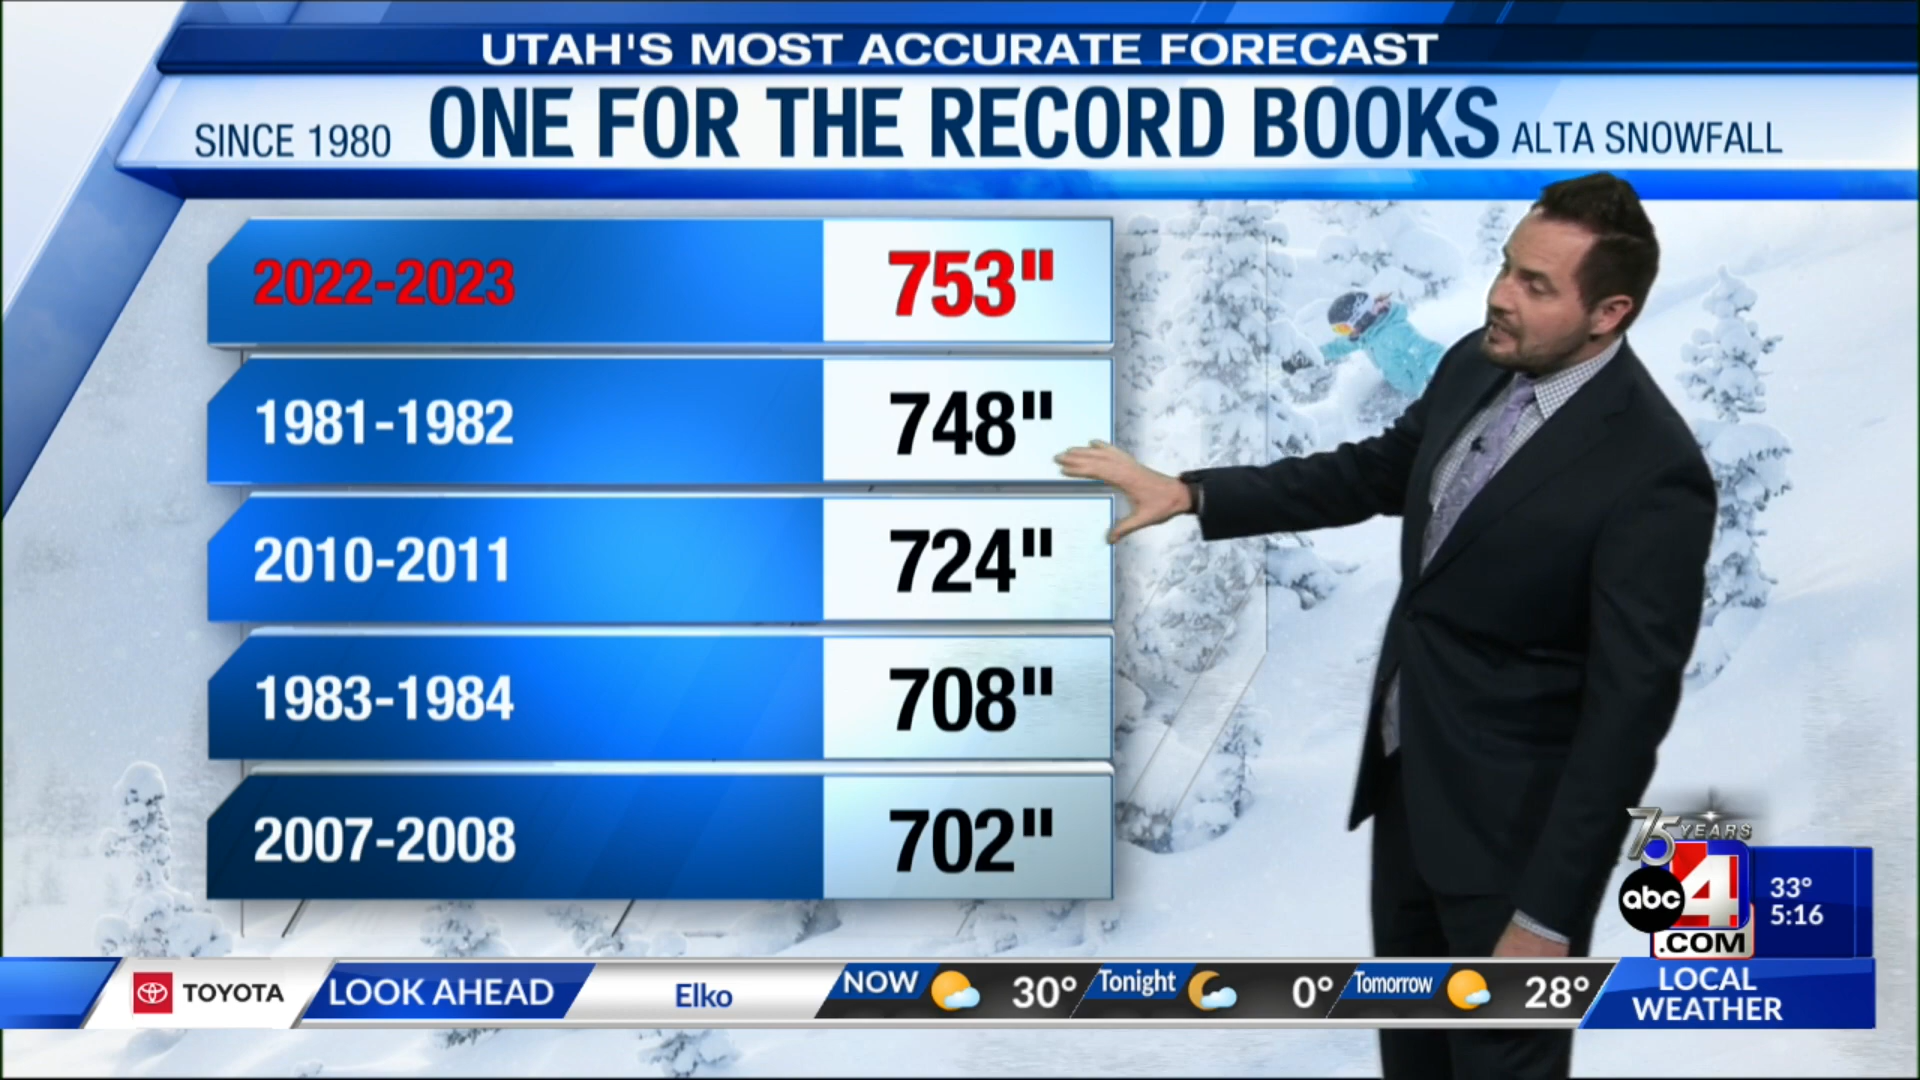 UTAH'S MOST ACCURATE FORECAST
SINCE 1980 ONE FOR THE RECORD BOOKS ALTA SNOWFALL
2022-2023 753"
1981-1982 748"
2010-2011 724"
1983-1984 708"
2007-2008 702"
75 YEARS
abc 4
.COM
33°
5:16
TOYOTA LOOK AHEAD Elko NOW 30° Tonight 0° Tomorrow 28°
LOCAL
WEATHER